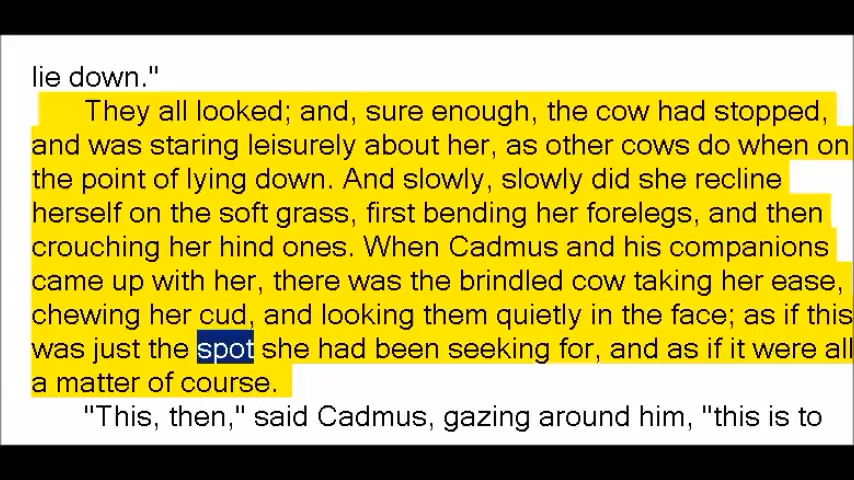 lie down."
They all looked; and, sure enough, the cow had stopped,
and was staring leisurely about her, as other cows do when on
the point of lying down. And slowly, slowly did she recline
herself on the soft grass, first bending her forelegs, and then
crouching her hind ones. When Cadmus and his companions
came up with her, there was the brindled cow taking her ease,
chewing her cud, and looking them quietly in the face; as if this
was just the spot she had been seeking for, and as if it were all
a matter of course.
"This, then," said Cadmus, gazing around him, "this is to